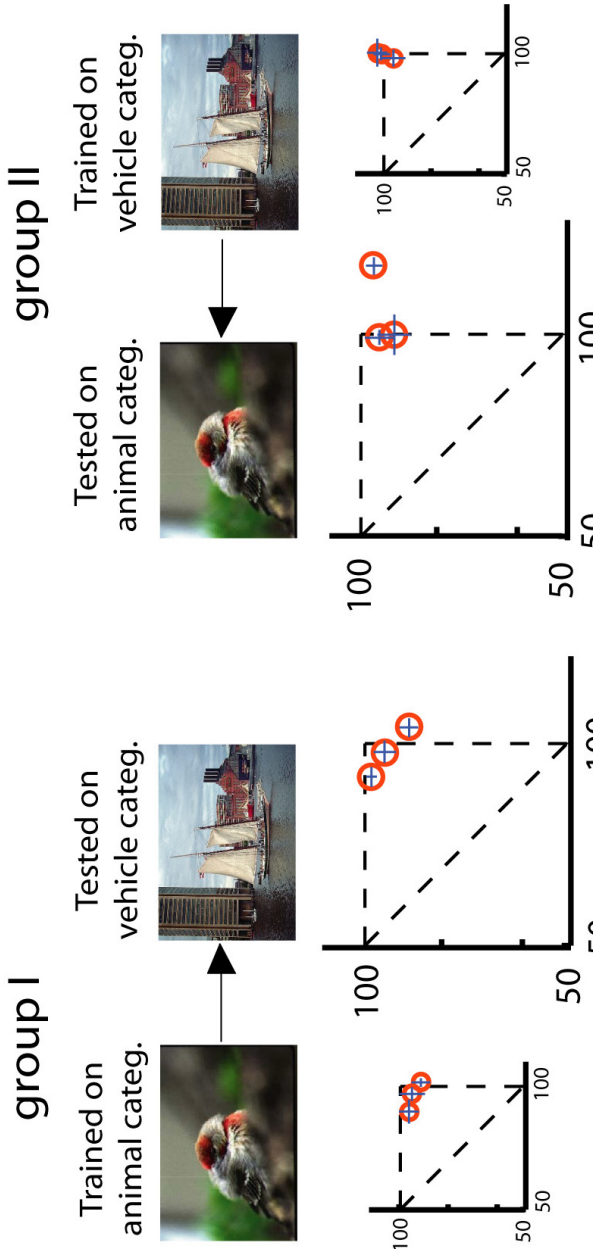 group I
group II
Trained on
animal categ.
Tested on
vehicle categ.
Tested on
animal categ.
Trained on
vehicle categ.
100
50
50 100
100
50
100
50
50 100
100
50
50 100